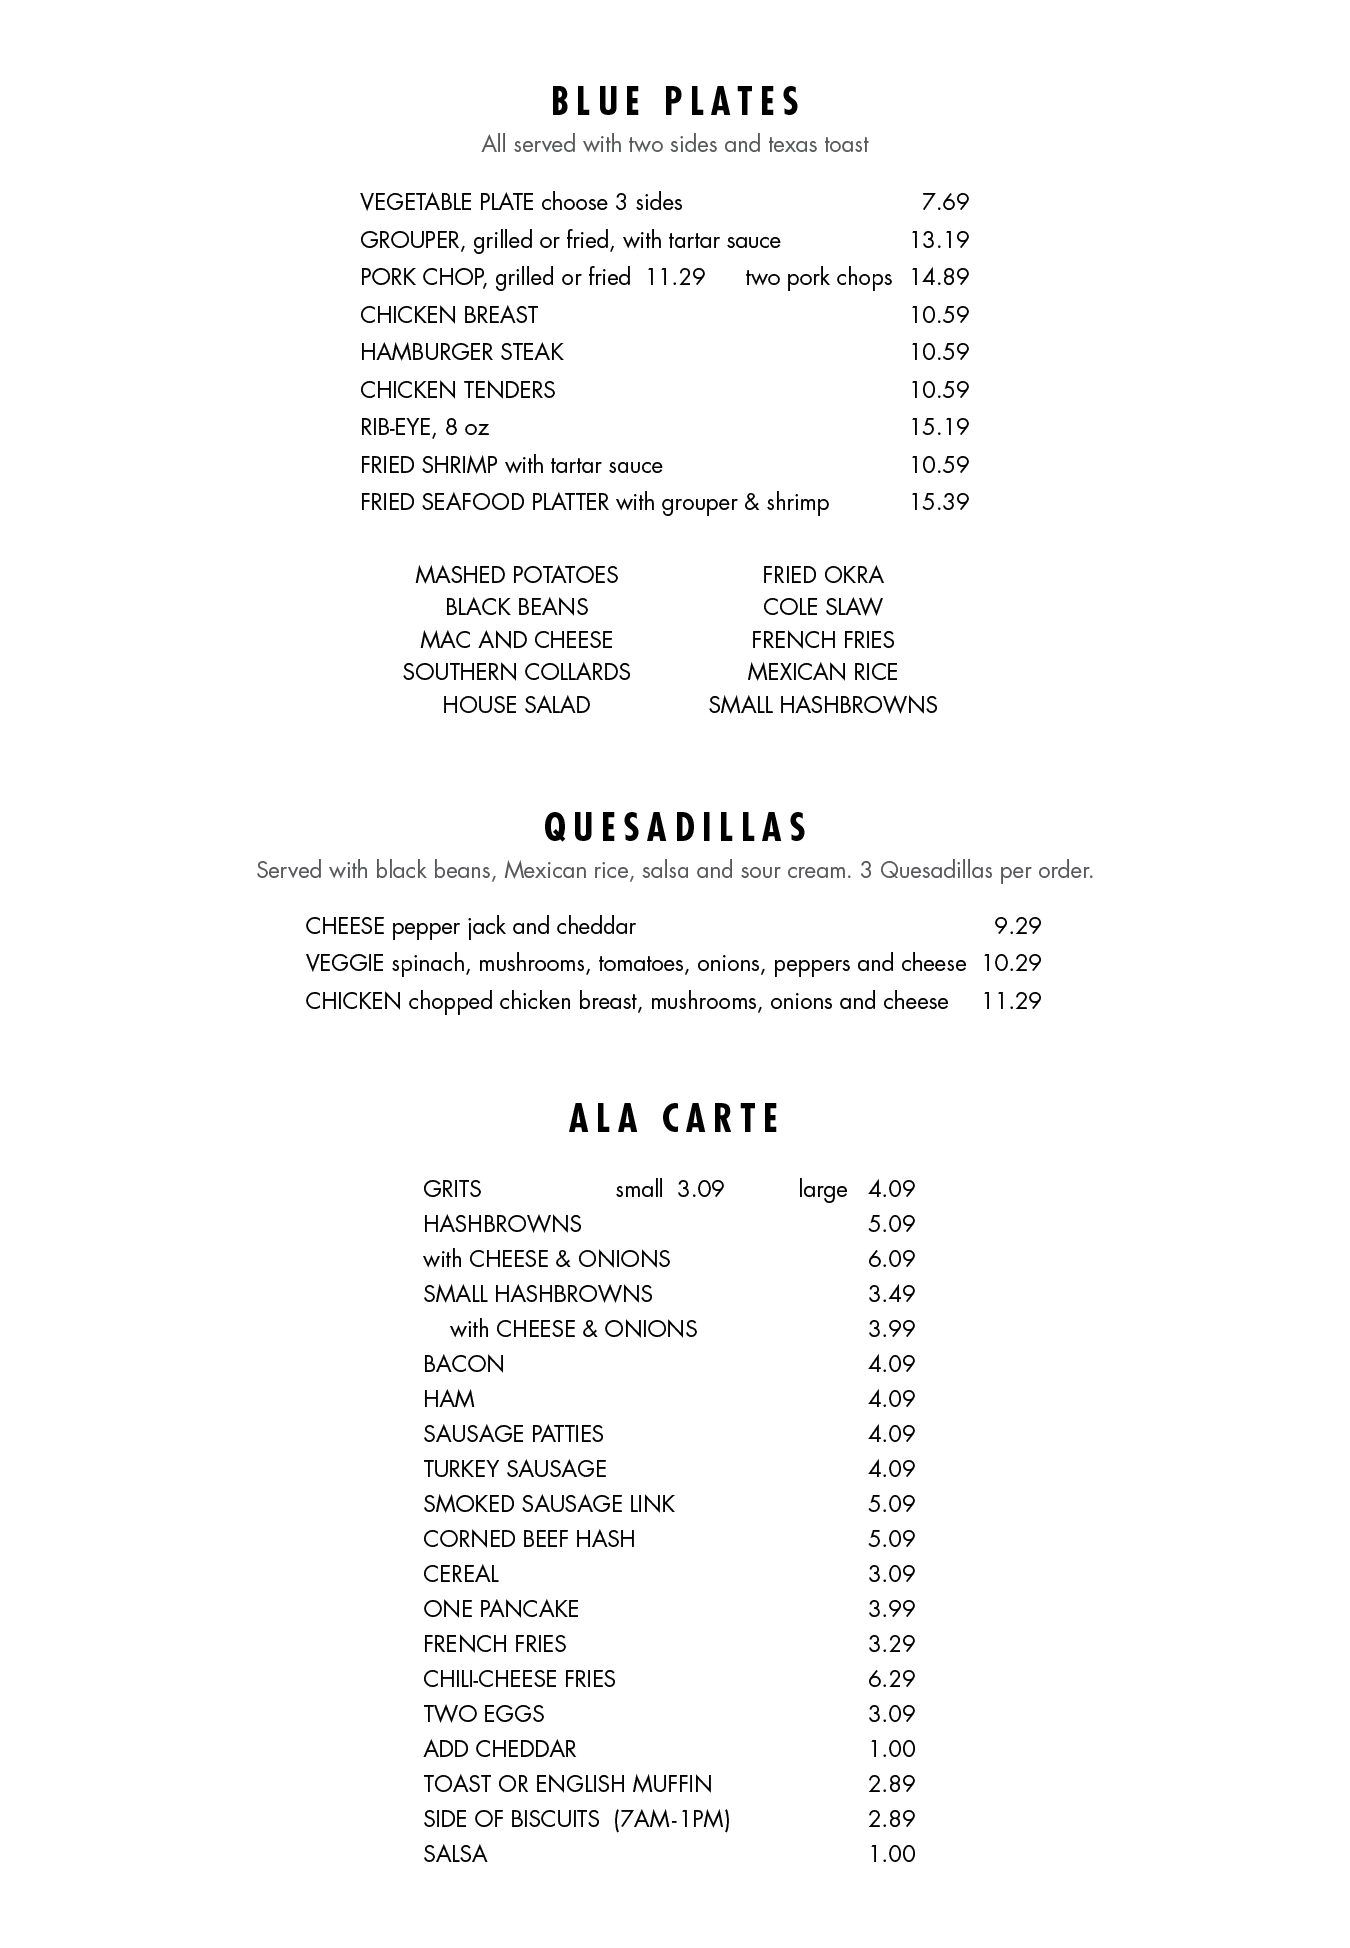 BLUE PLATES
All served with two sides and texas toast
VEGETABLE PLATE choose 3 sides 7.69
GROUPER, grilled or fried, with tartar sauce 13.19
PORK CHOP, grilled or fried 11.29 two pork chops 14.89
CHICKEN BREAST 10.59
HAMBURGER STEAK 10.59
CHICKEN TENDERS 10.59
RIB-EYE, 8 oz 15.19
FRIED SHRIMP with tartar sauce 10.59
FRIED SEAFOOD PLATTER with grouper & shrimp 15.39
MASHED POTATOES FRIED OKRA
BLACK BEANS COLE SLAW
MAC AND CHEESE FRENCH FRIES
SOUTHERN COLLARDS MEXICAN RICE
HOUSE SALAD SMALL HASHBROWNS
QUESADILLAS
Served with black beans, Mexican rice, salsa and sour cream. 3 Quesadillas per order.
CHEESE pepper jack and cheddar 9.29
VEGGIE spinach, mushrooms, tomatoes, onions, peppers and cheese 10.29
CHICKEN chopped chicken breast, mushrooms, onions and cheese 11.29
ALA CARTE
GRITS small 3.09 large 4.09
HASHBROWNS 5.09
with CHEESE & ONIONS 6.09
SMALL HASHBROWNS 3.49
with CHEESE & ONIONS 3.99
BACON 4.09
HAM 4.09
SAUSAGE PATTIES 4.09
TURKEY SAUSAGE 4.09
SMOKED SAUSAGE LINK 5.09
CORNED BEEF HASH 5.09
CEREAL 3.09
ONE PANCAKE 3.99
FRENCH FRIES 3.29
CHILI-CHEESE FRIES 6.29
TWO EGGS 3.09
ADD CHEDDAR 1.00
TOAST OR ENGLISH MUFFIN 2.89
SIDE OF BISCUITS (7AM-1PM) 2.89
SALSA 1.00